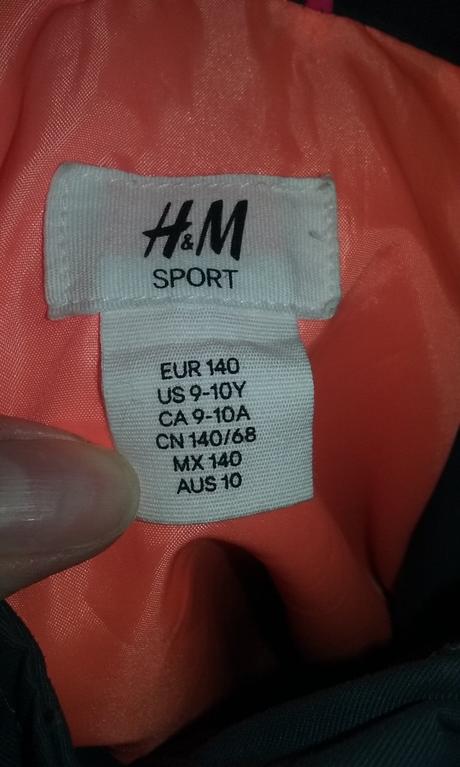 H&M
SPORT
EUR 140
US 9-10Y
CA 9-10A
CN 140/68
MX 140
AUS 10